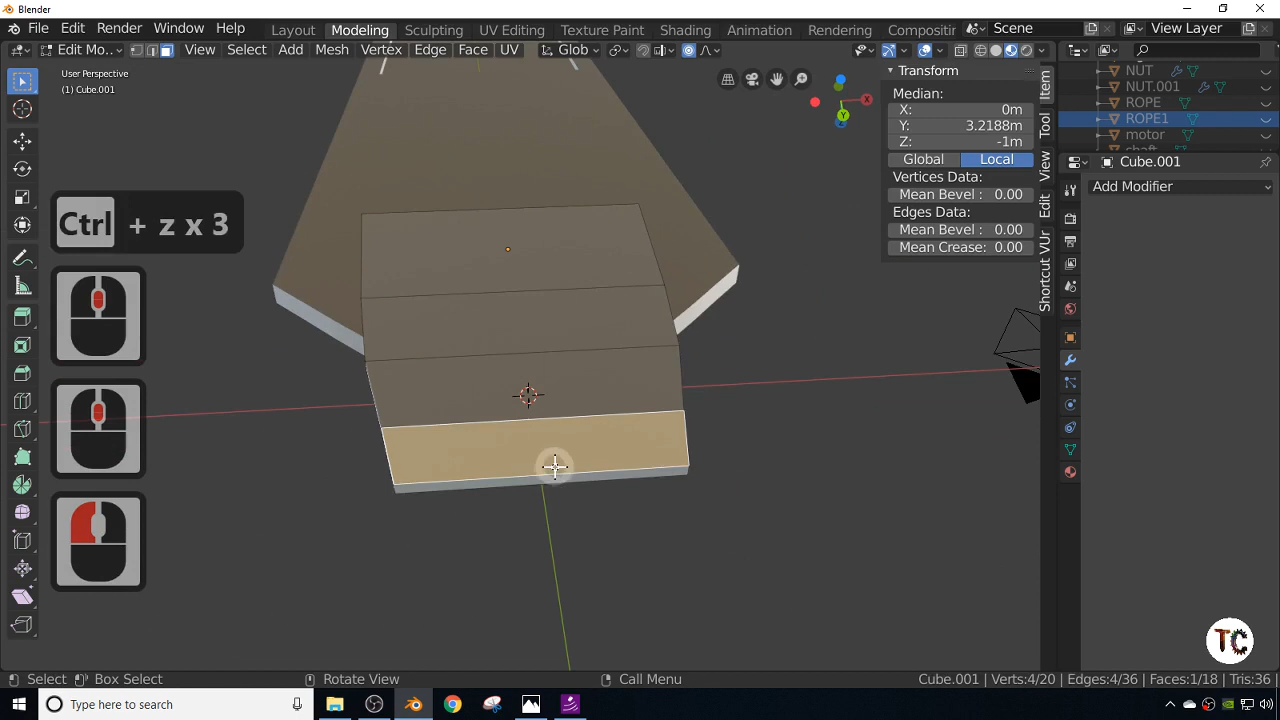 Blender
File Edit Render Window Help Layout Modeling Sculpting UV Editing Texture Paint Shading Animation Rendering Compositin Scene View Layer
Edit Mo... View Select Add Mesh Vertex Edge Face UV Glob
User Perspective
(1) Cube.001
Transform
Median:
X: 0m
Y: 3.2188m
Z: -1m
Global Local
Vertices Data:
Mean Bevel : 0.00
Edges Data:
Mean Bevel : 0.00
Mean Crease: 0.00
Item
Tool
View
Edit
Shortcut VUr
NUT
NUT.001
ROPE
ROPE1
motor
Cube.001
Add Modifier
Ctrl + z x 3
TC
Select Box Select Rotate View Call Menu Cube.001 | Verts:4/20 | Edges:4/36 | Faces:1/18 | Tris:36
Type here to search